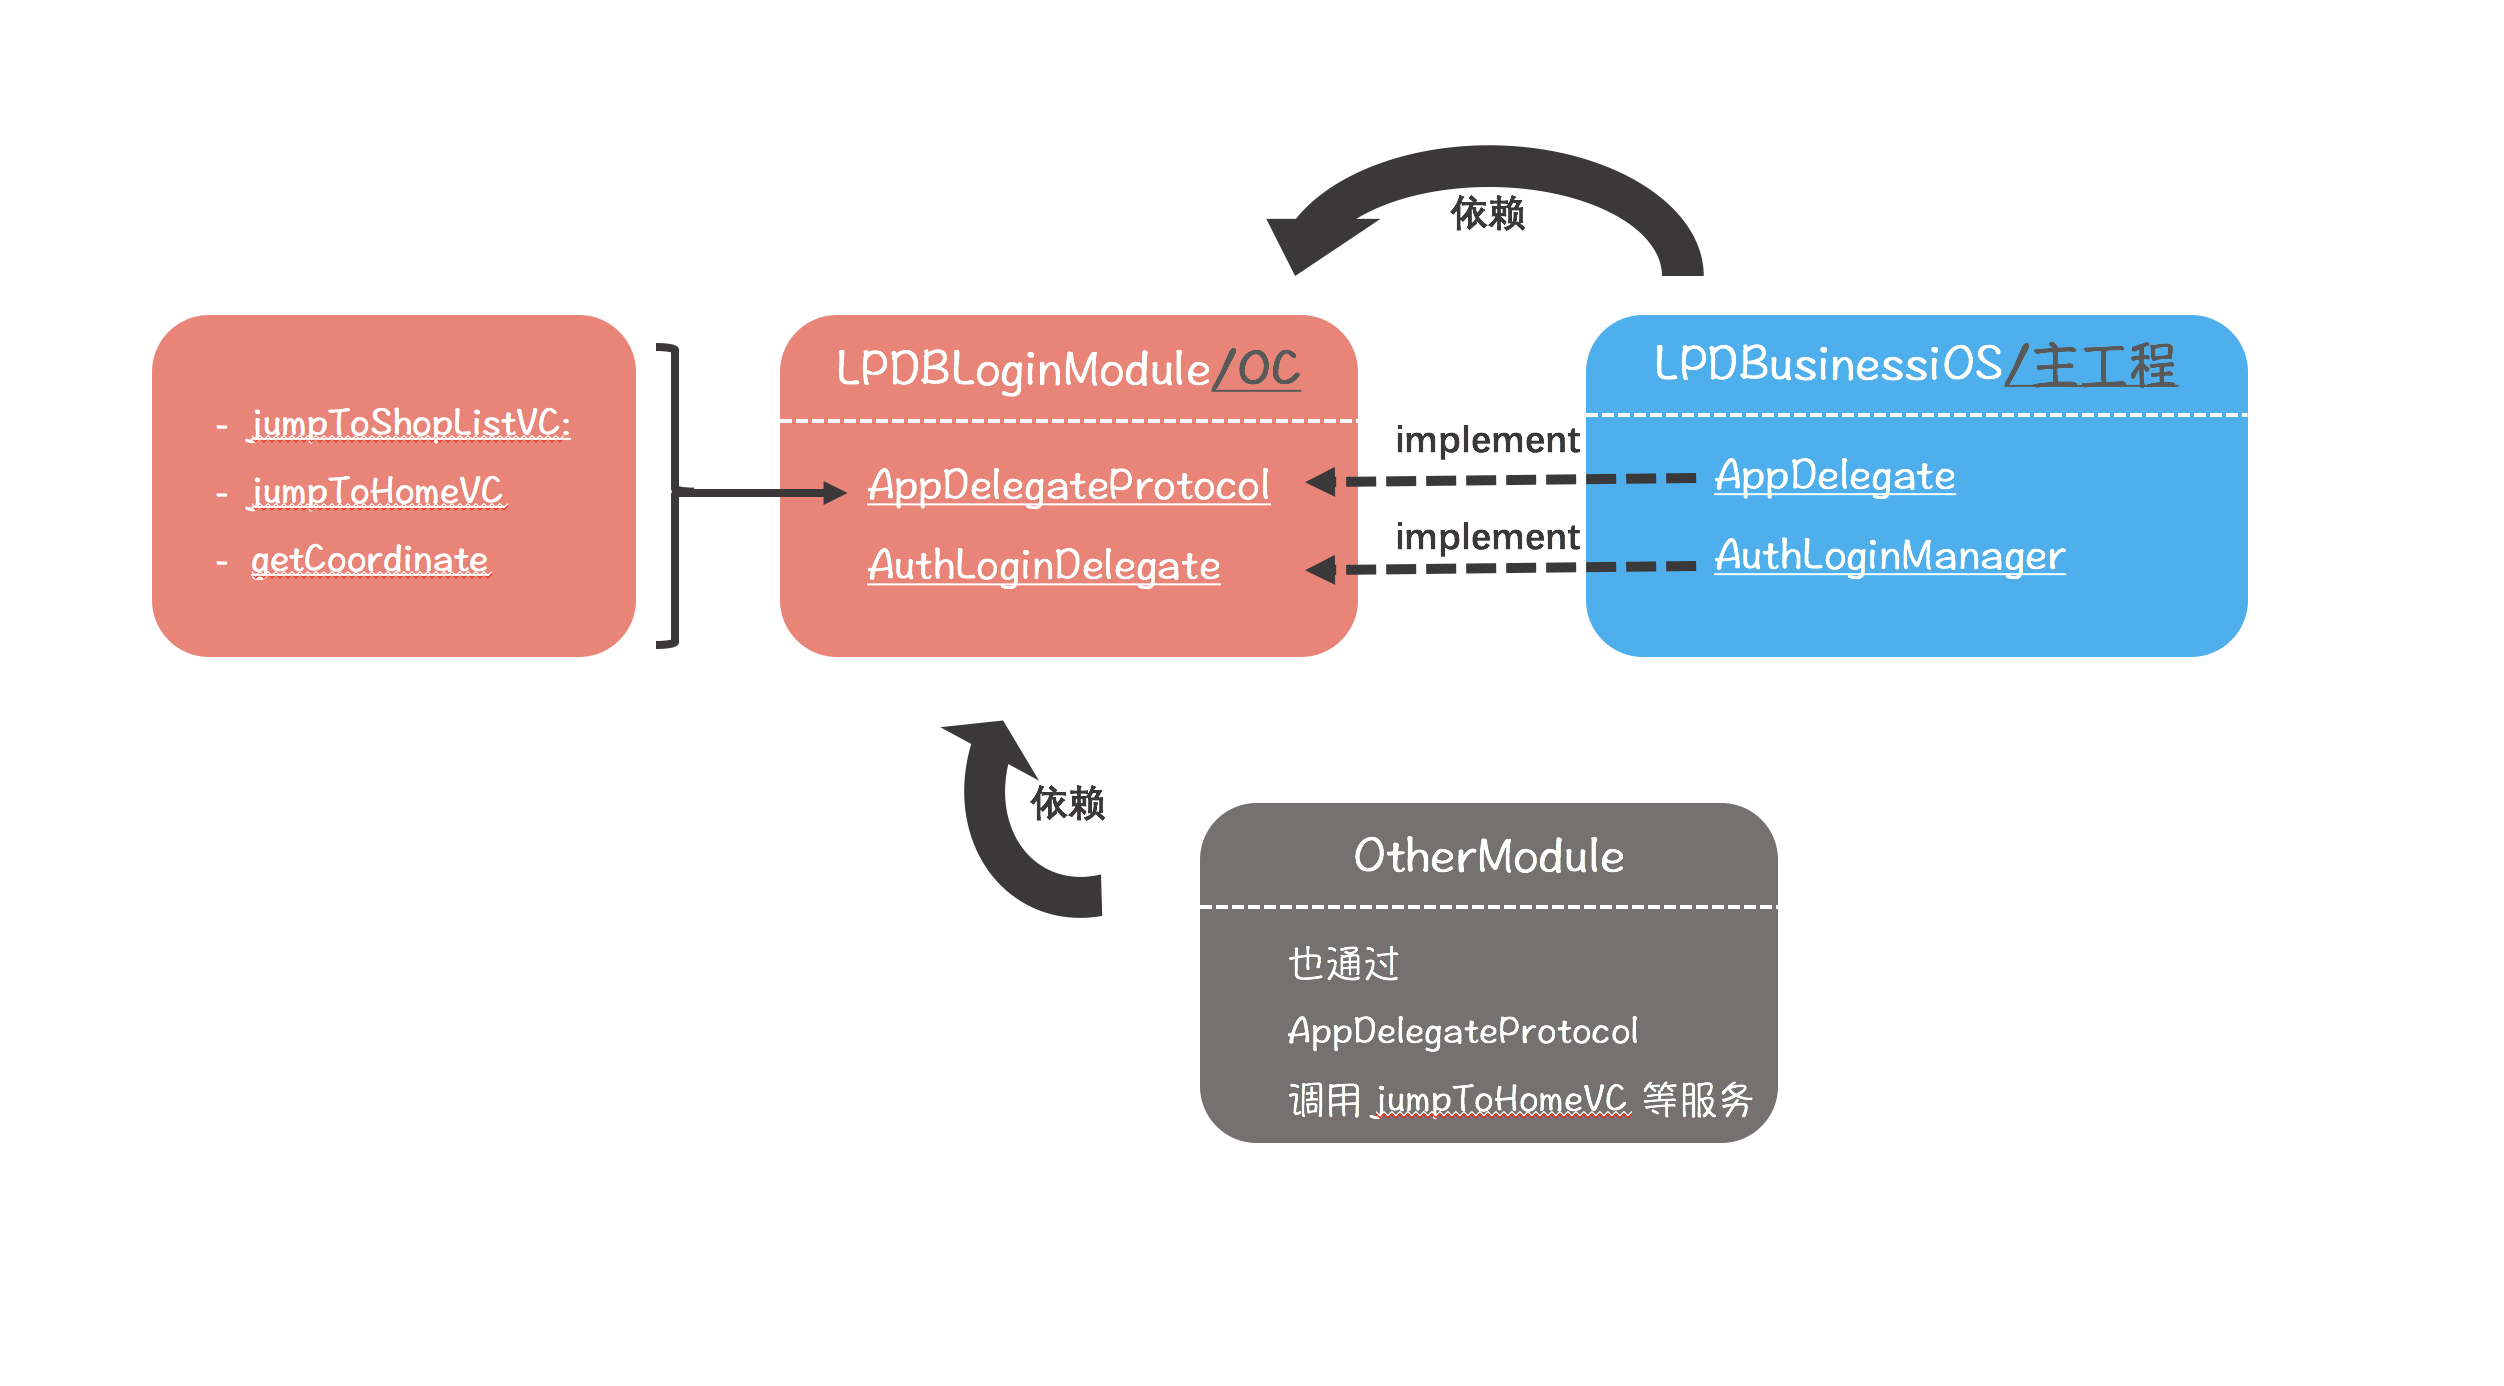 依赖
- jumpToShopListVC:
- jumpToHomeVC
- getCoordinate
LPDBLoginModule/OC
AppDelegateProtocol
AuthLoginDelegate
implement
implement
LPDBusinessiOS/主工程
AppDelegate
AuthLoginManager
依赖
OtherModule
也通过
AppDelegateProtocol
调用 jumpToHomeVC 等服务